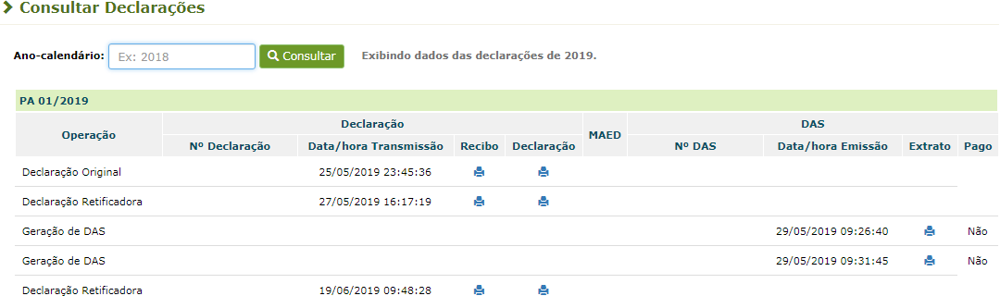 Consultar Declarações
Ano-calendário: Ex: 2018 Consultar Exibindo dados das declarações de 2019.
PA 01/2019
Operação Declaração MAED DAS
Nº Declaração Data/hora Transmissão Recibo Declaração Nº DAS Data/hora Emissão Extrato Pago
Declaração Original 25/05/2019 23:45:36
Declaração Retificadora 27/05/2019 16:17:19
Geração de DAS 29/05/2019 09:26:40 Não
Geração de DAS 29/05/2019 09:31:45 Não
Declaração Retificadora 19/06/2019 09:48:28